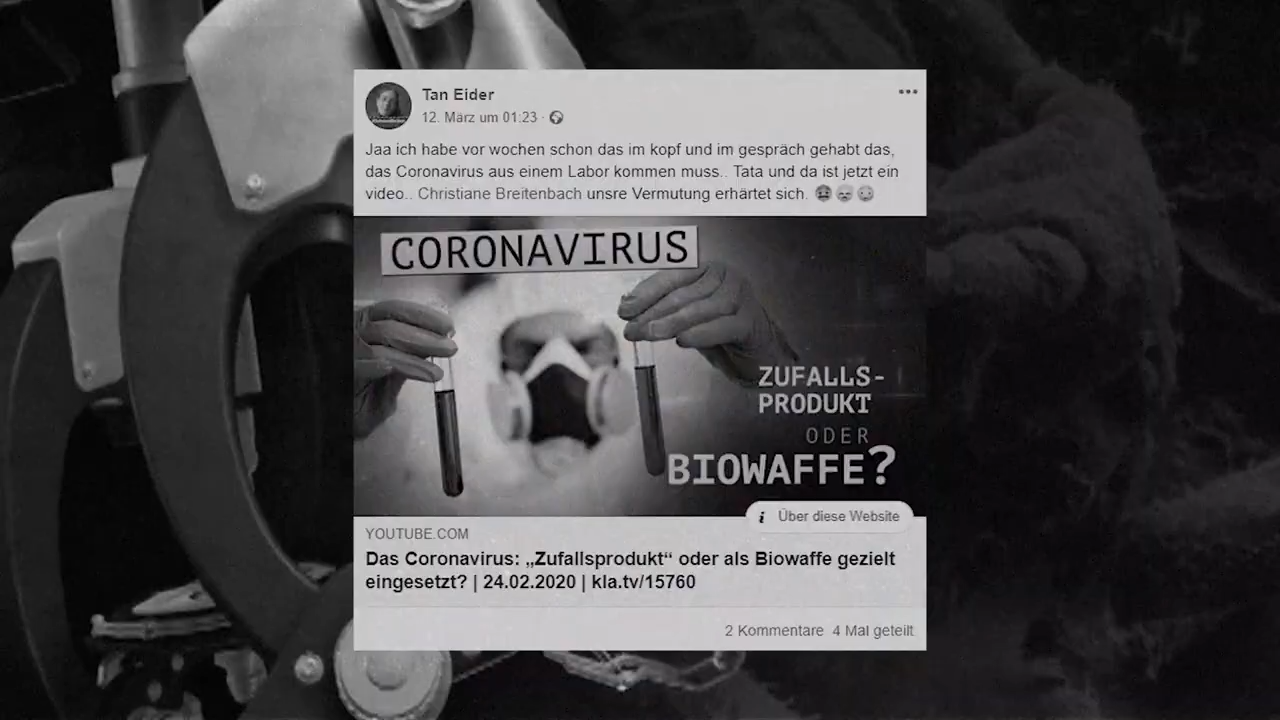 Tan Eider
12. März um 01:23 ·
Jaa ich habe vor wochen schon das im kopf und im gespräch gehabt das,
das Coronavirus aus einem Labor kommen muss.. Tata und da ist jetzt ein
video.. Christiane Breitenbach unsre Vermutung erhärtet sich.
CORONAVIRUS
ZUFALLS-
PRODUKT
ODER
BIOWAFFE?
i Über diese Website
YOUTUBE.COM
Das Coronavirus: „Zufallsprodukt“ oder als Biowaffe gezielt
eingesetzt? | 24.02.2020 | kla.tv/15760
2 Kommentare 4 Mal geteilt